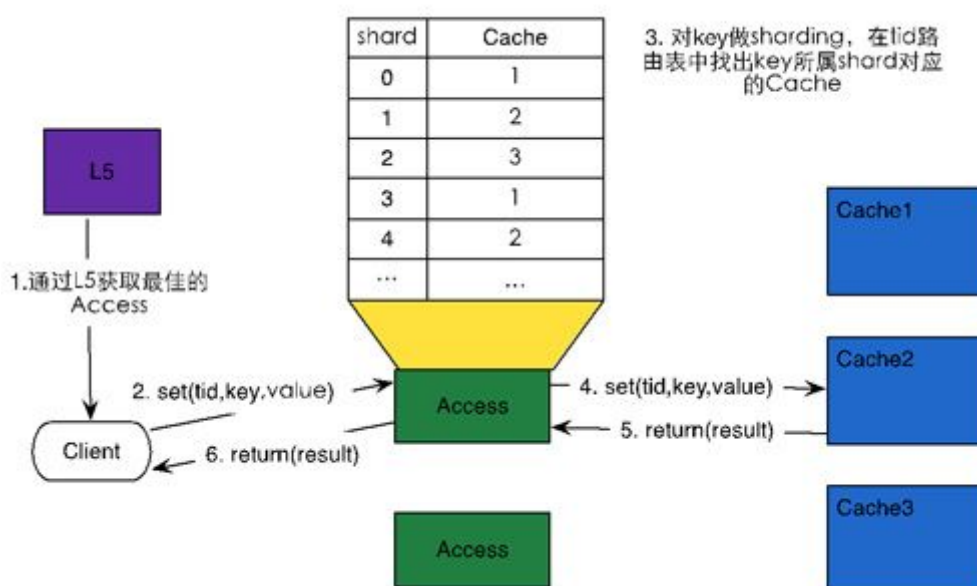 shard Cache
0 1
1 2
2 3
3 1
4 2
... ...
3. 对key做sharding，在tid路
由表中找出key所属shard对应
的Cache
L5
1.通过L5获取最佳的
Access
Client
2. set(tid,key,value)
6. return(result)
Access
4. set(tid,key,value)
5. return(result)
Access
Cache1
Cache2
Cache3